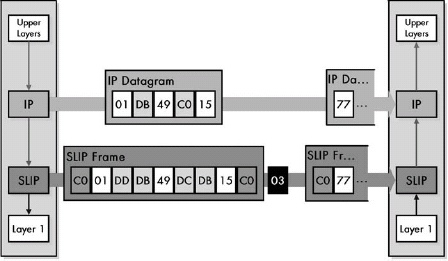 Upper
Layers
IP
SLIP
Layer 1
IP Datagram
01 DB 49 C0 15
IP Da...
77 ...
SLIP Frame
C0 01 DD DB 49 DC DB 15 C0
03
SLIP Fr...
C0 77 ...
Upper
Layers
IP
SLIP
Layer 1